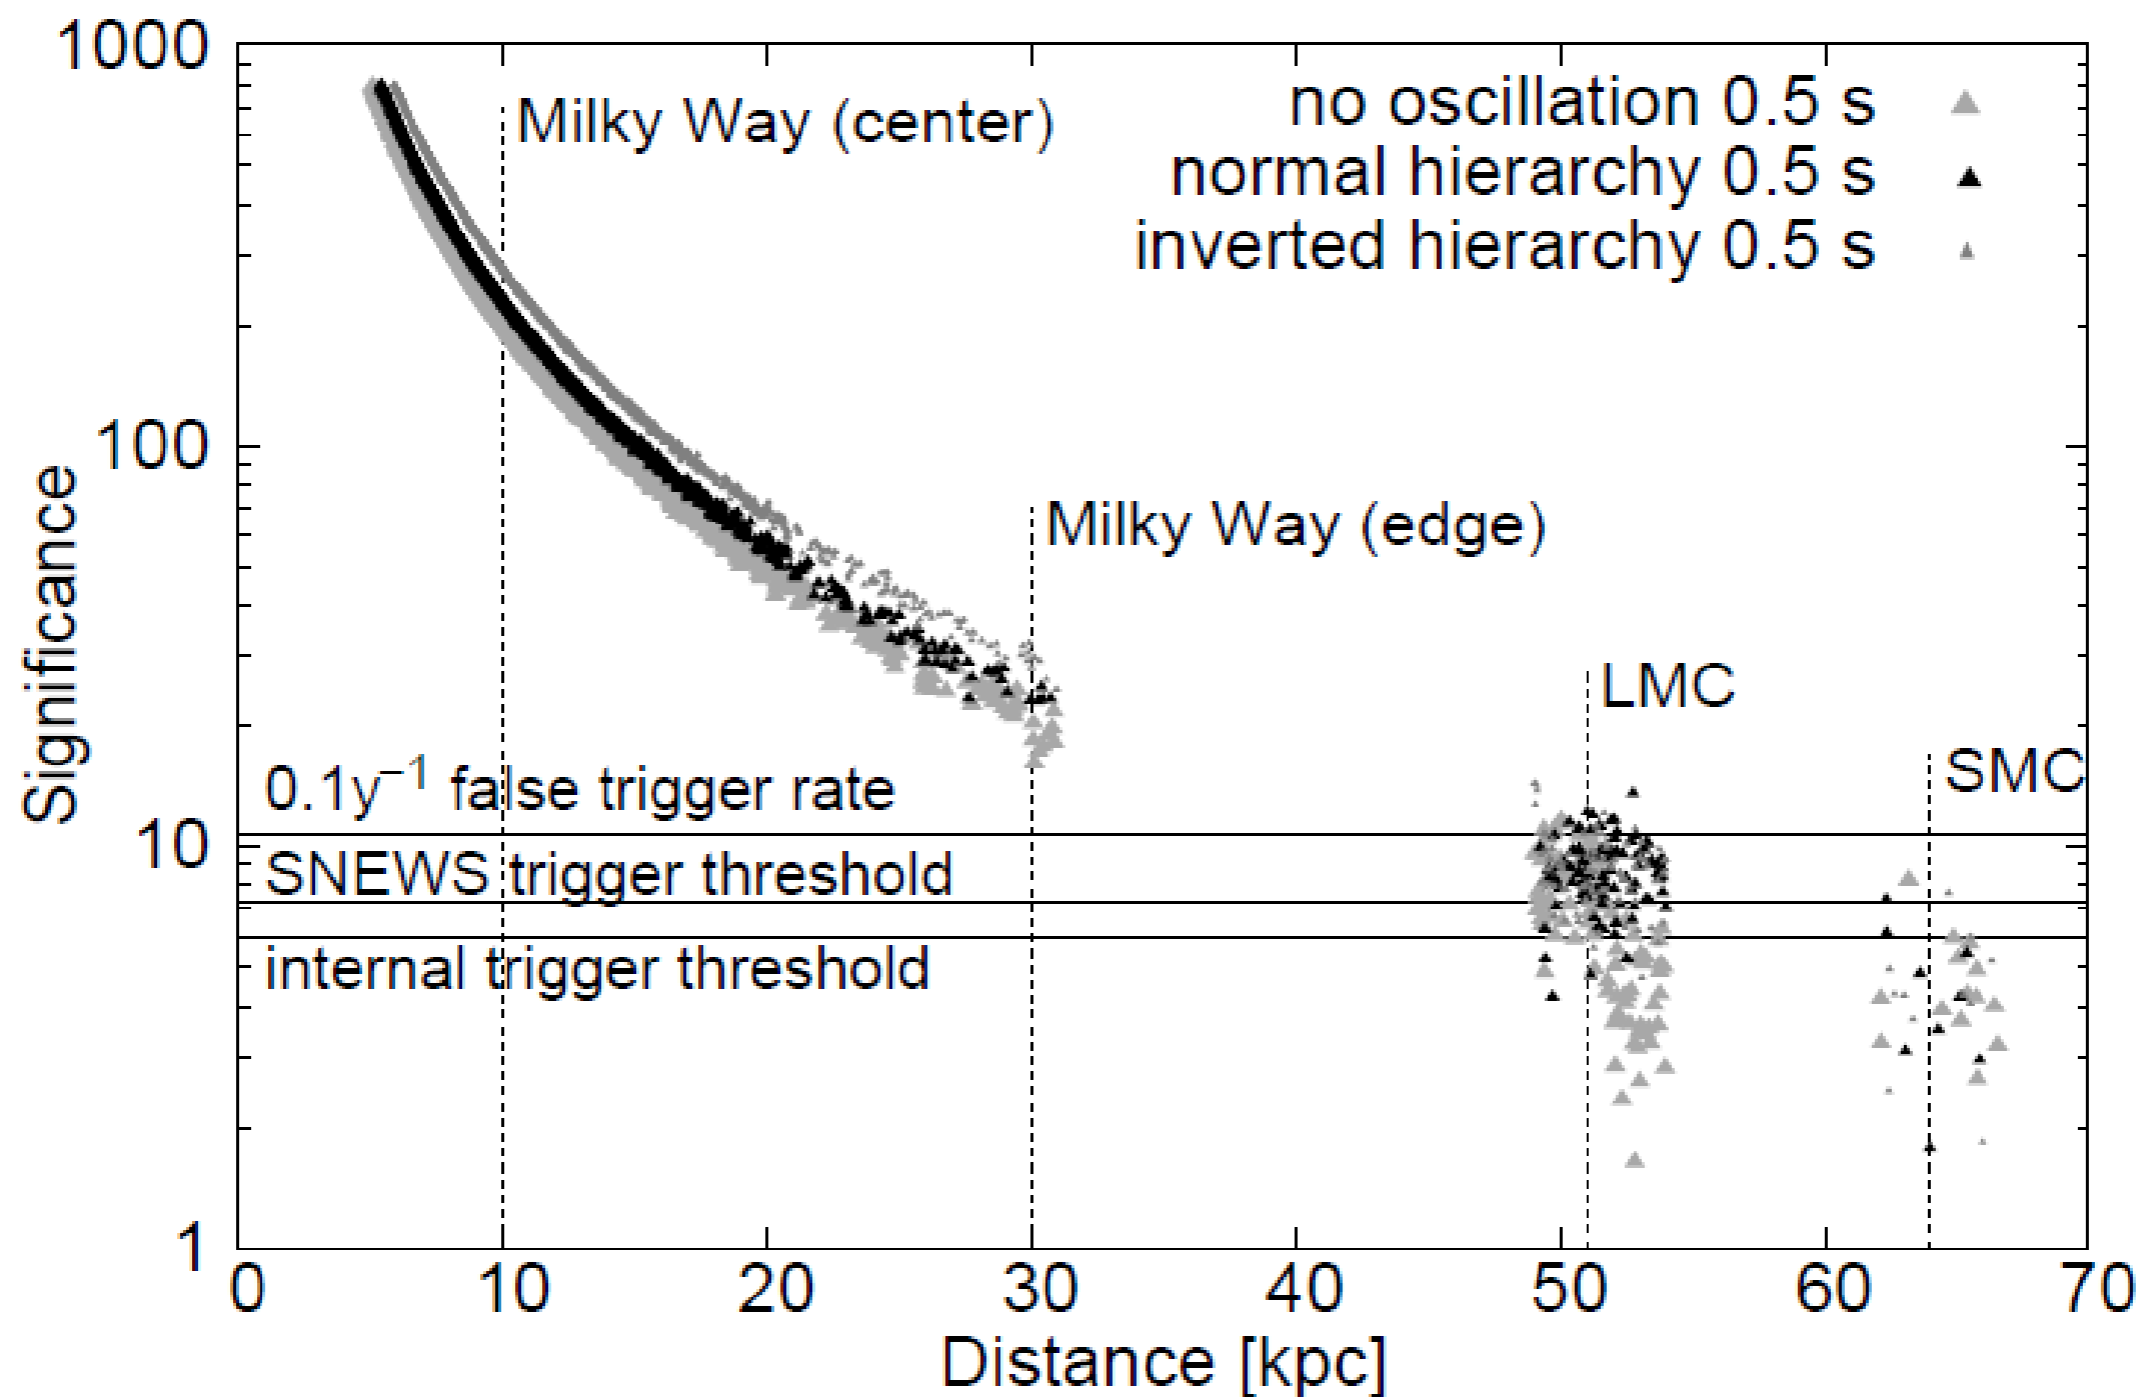 1000
100
10
1
Significance
no oscillation 0.5 s
normal hierarchy 0.5 s
inverted hierarchy 0.5 s
Milky Way (center)
Milky Way (edge)
LMC
SMC
0.1y⁻¹ false trigger rate
SNEWS trigger threshold
internal trigger threshold
0 10 20 30 40 50 60 70
Distance [kpc]